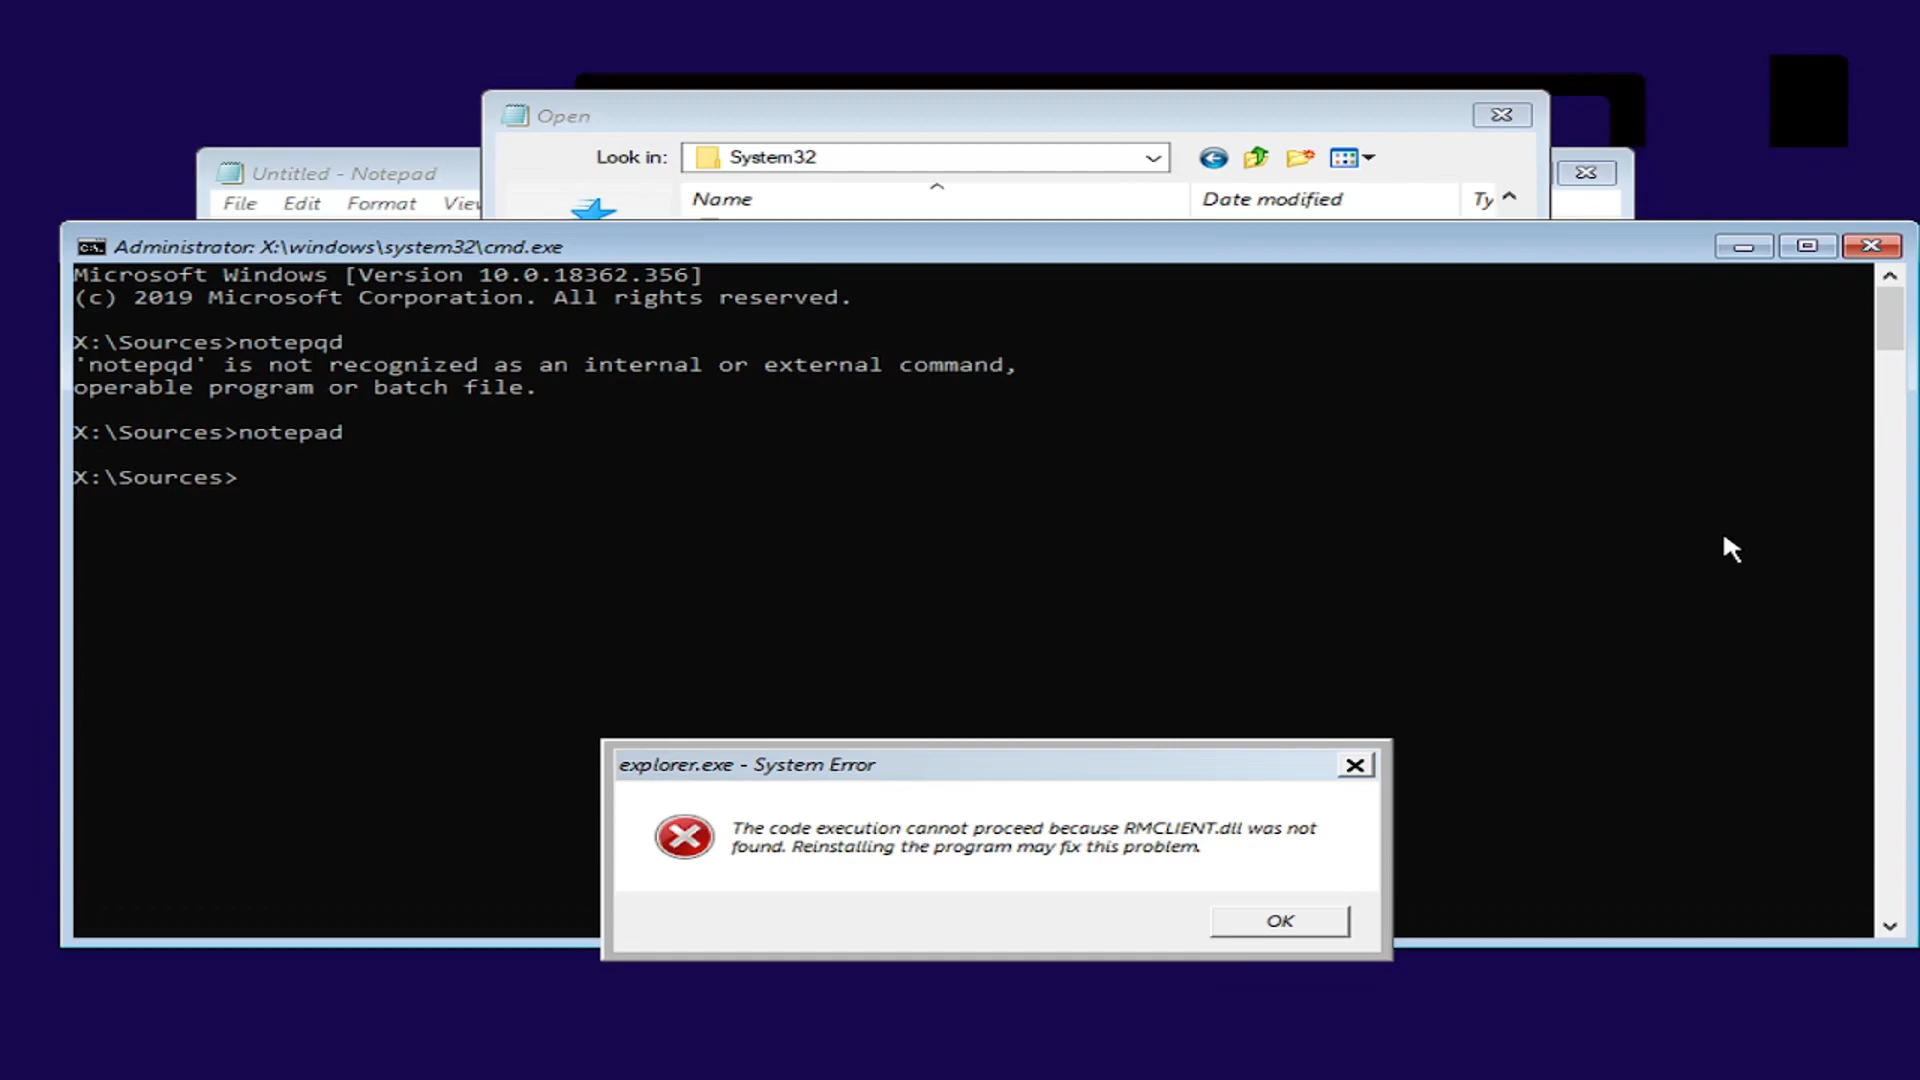 Open
Look in: System32
Untitled - Notepad
File Edit Format
Name Date modified
Administrator: X:\windows\system32\cmd.exe
Microsoft Windows [Version 10.0.18362.356]
(c) 2019 Microsoft Corporation. All rights reserved.
X:\Sources>notepqd
'notepqd' is not recognized as an internal or external command,
operable program or batch file.
X:\Sources>notepad
X:\Sources>
explorer.exe - System Error
The code execution cannot proceed because RMCLIENT.dll was not
found. Reinstalling the program may fix this problem.
OK